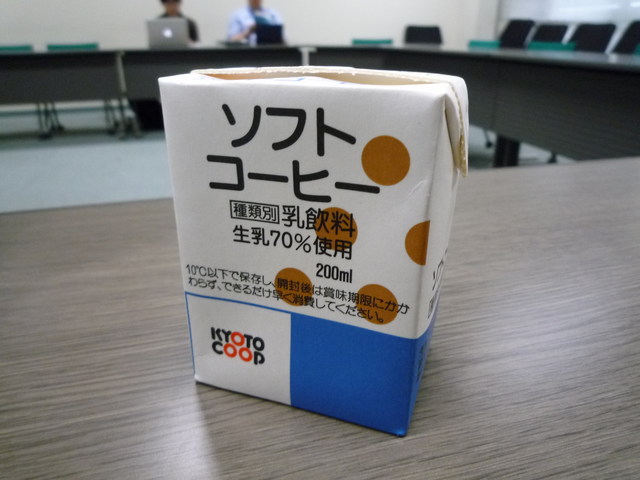 ソフト
コーヒー
種類別 乳飲料
生乳70%使用
200ml
10℃以下で保存し、開封後は賞味期限にかか
わらず、できるだけ早く消費してください。
KYOTO
COOP